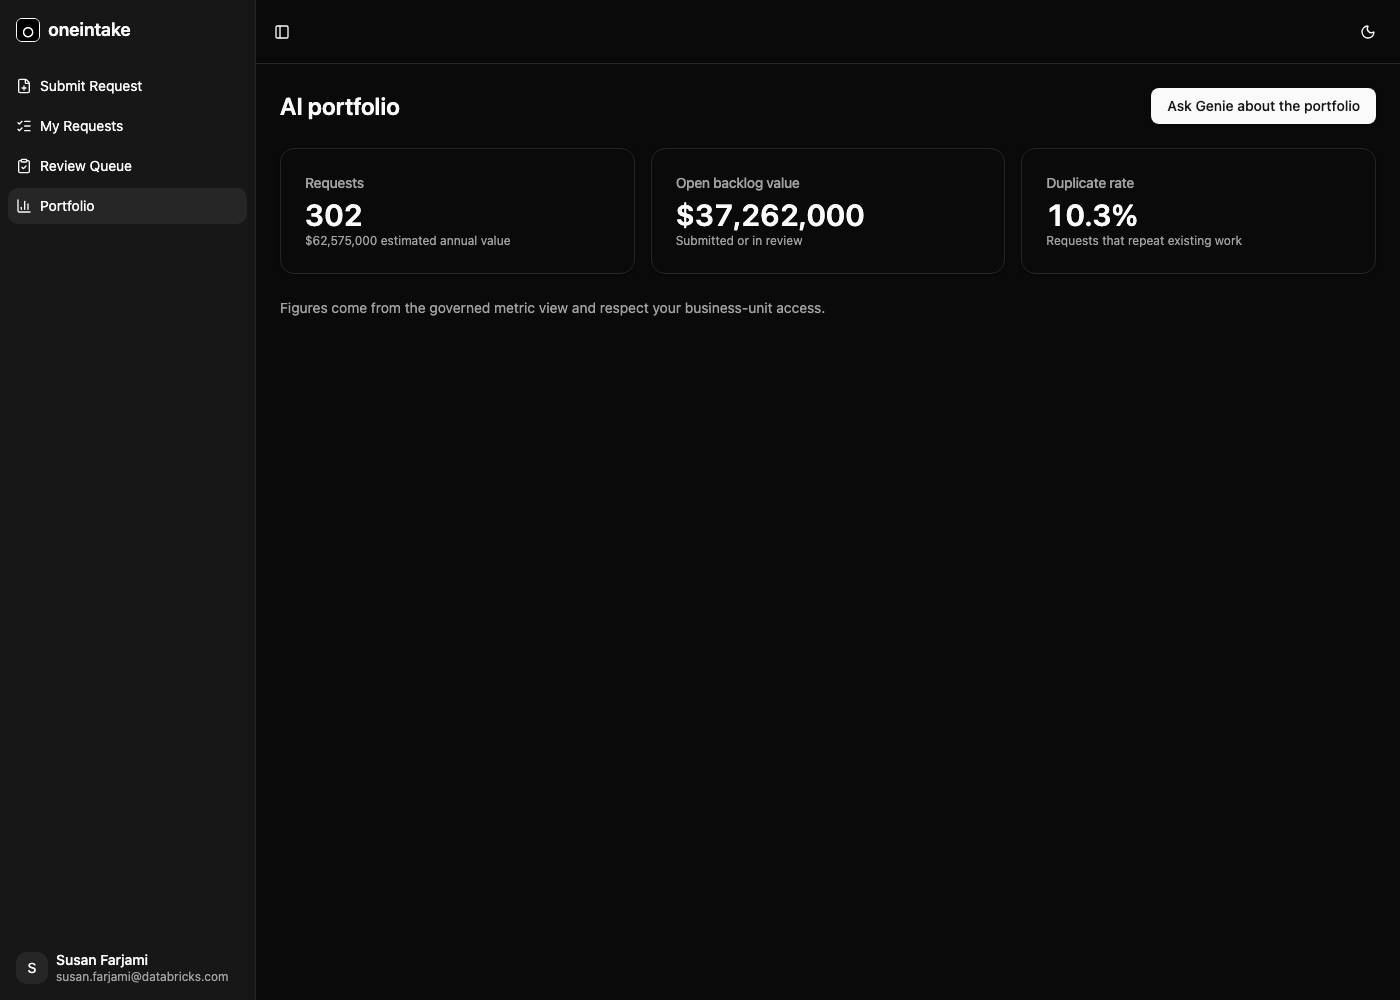 oneintake
Submit Request
My Requests
Review Queue
Portfolio
AI portfolio
Ask Genie about the portfolio
Requests
302
$62,575,000 estimated annual value
Open backlog value
$37,262,000
Submitted or in review
Duplicate rate
10.3%
Requests that repeat existing work
Figures come from the governed metric view and respect your business-unit access.
S
Susan Farjami
susan.farjami@databricks.com